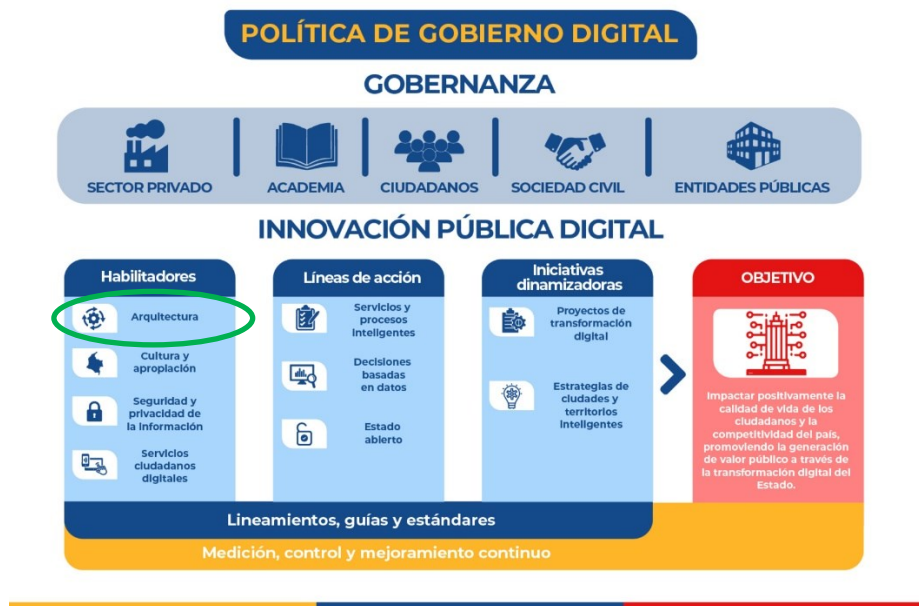 POLÍTICA DE GOBIERNO DIGITAL
GOBERNANZA
SECTOR PRIVADO
ACADEMIA
CIUDADANOS
SOCIEDAD CIVIL
ENTIDADES PÚBLICAS
INNOVACIÓN PÚBLICA DIGITAL
Habilitadores
Arquitectura
Cultura y
apropiación
Seguridad y
privacidad de
la información
Servicios
ciudadanos
digitales
Líneas de acción
Servicios y
procesos
inteligentes
Decisiones
basadas
en datos
Estado
abierto
Iniciativas
dinamizadoras
Proyectos de
transformación
digital
Estrategias de
ciudades y
territorios
inteligentes
OBJETIVO
Impactar positivamente la
calidad de vida de los
ciudadanos y la
competitividad del país,
promoviendo la generación
de valor público a través de
la transformación digital del
Estado.
Lineamientos, guías y estándares
Medición, control y mejoramiento continuo